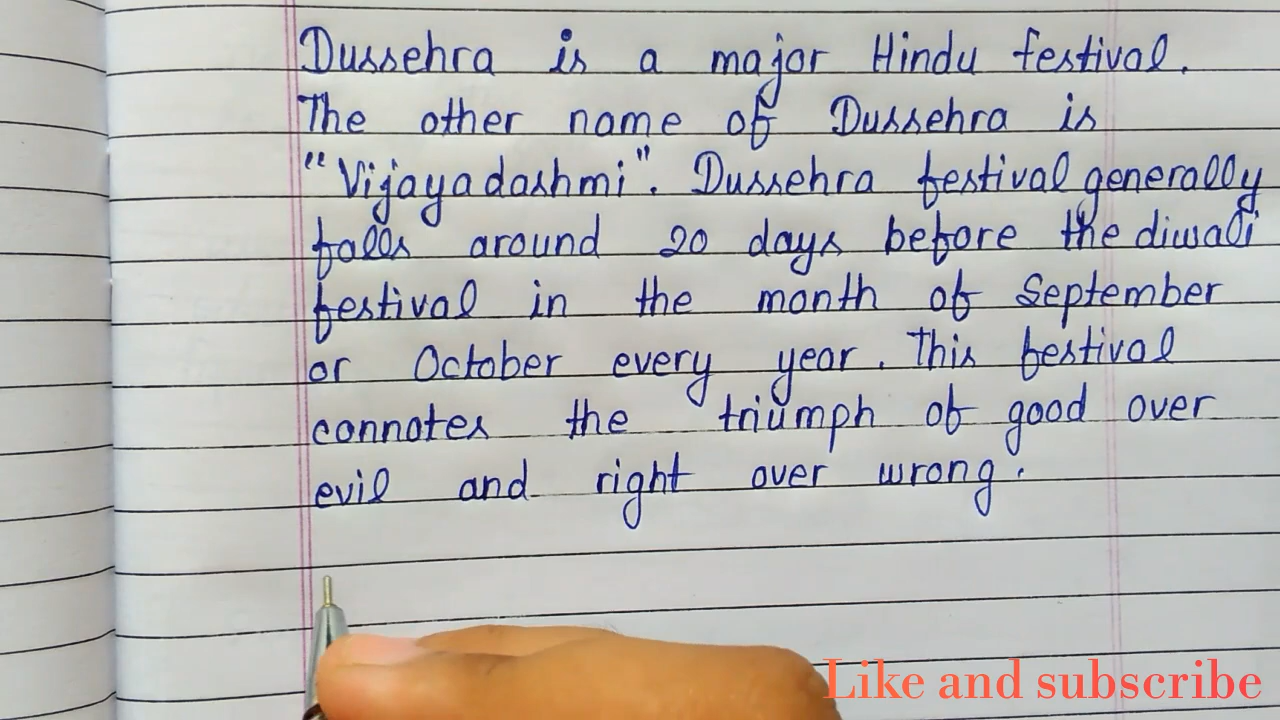 Dussehra is a major Hindu festival.
The other name of Dussehra is
"Vijayadashmi". Dussehra festival generally
falls around 20 days before the diwali
festival in the month of September
or October every year. This festival
connotes the triumph of good over
evil and right over wrong.
Like and subscribe